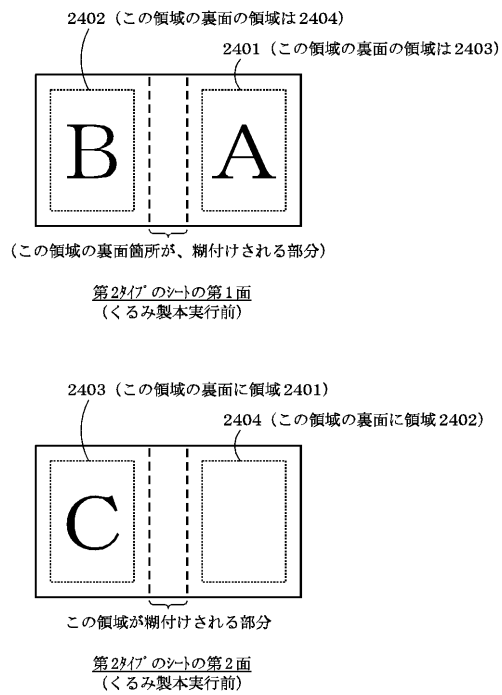 2402（この領域の裏面の領域は2404）
2401（この領域の裏面の領域は2403）
B A
（この領域の裏面箇所が、糊付けされる部分）
第2ﾀｲﾌﾟのｼｰﾄの第1面
（くるみ製本実行前）
2403（この領域の裏面に領域2401）
2404（この領域の裏面に領域2402）
C
この領域が糊付けされる部分
第2ﾀｲﾌﾟのｼｰﾄの第2面
（くるみ製本実行前）